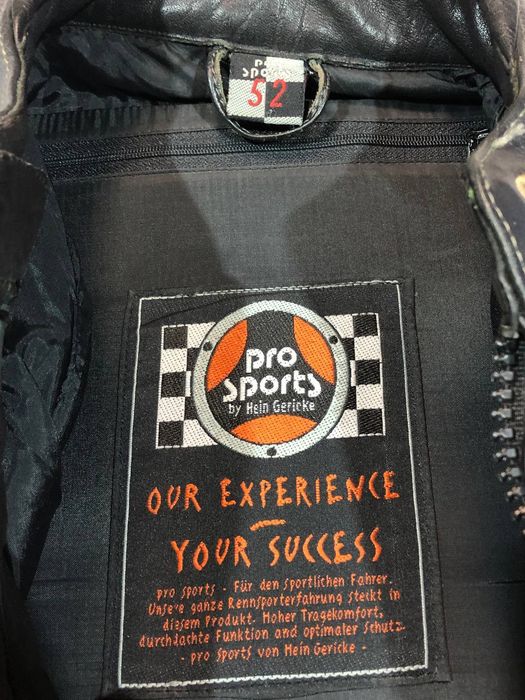 pro
sports
52
pro
sports
by Hein Gericke
OUR EXPERIENCE
-
YOUR SUCCESS
pro sports - Für den sportlichen Fahrer.
Unsere ganze Rennsporterfahrung steckt in
diesem Produkt. Hoher Tragekomfort,
durchdachte Funktion and optimaler Schutz
- pro sports von Hein Gericke -